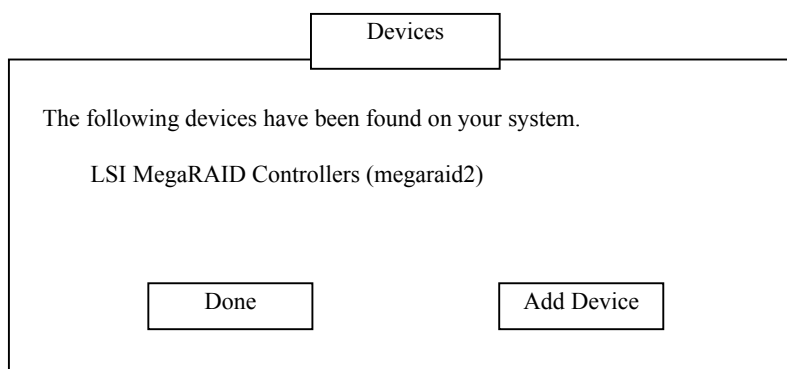 Devices
The following devices have been found on your system.
LSI MegaRAID Controllers (megaraid2)
Done
Add Device